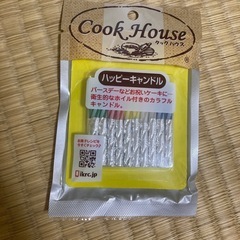 Cook House
クックハウス
®
ハッピーキャンドル
バースデーなどお祝いケーキに…
衛生的なホイル付きのカラフル
キャンドル。
ikrc.jp